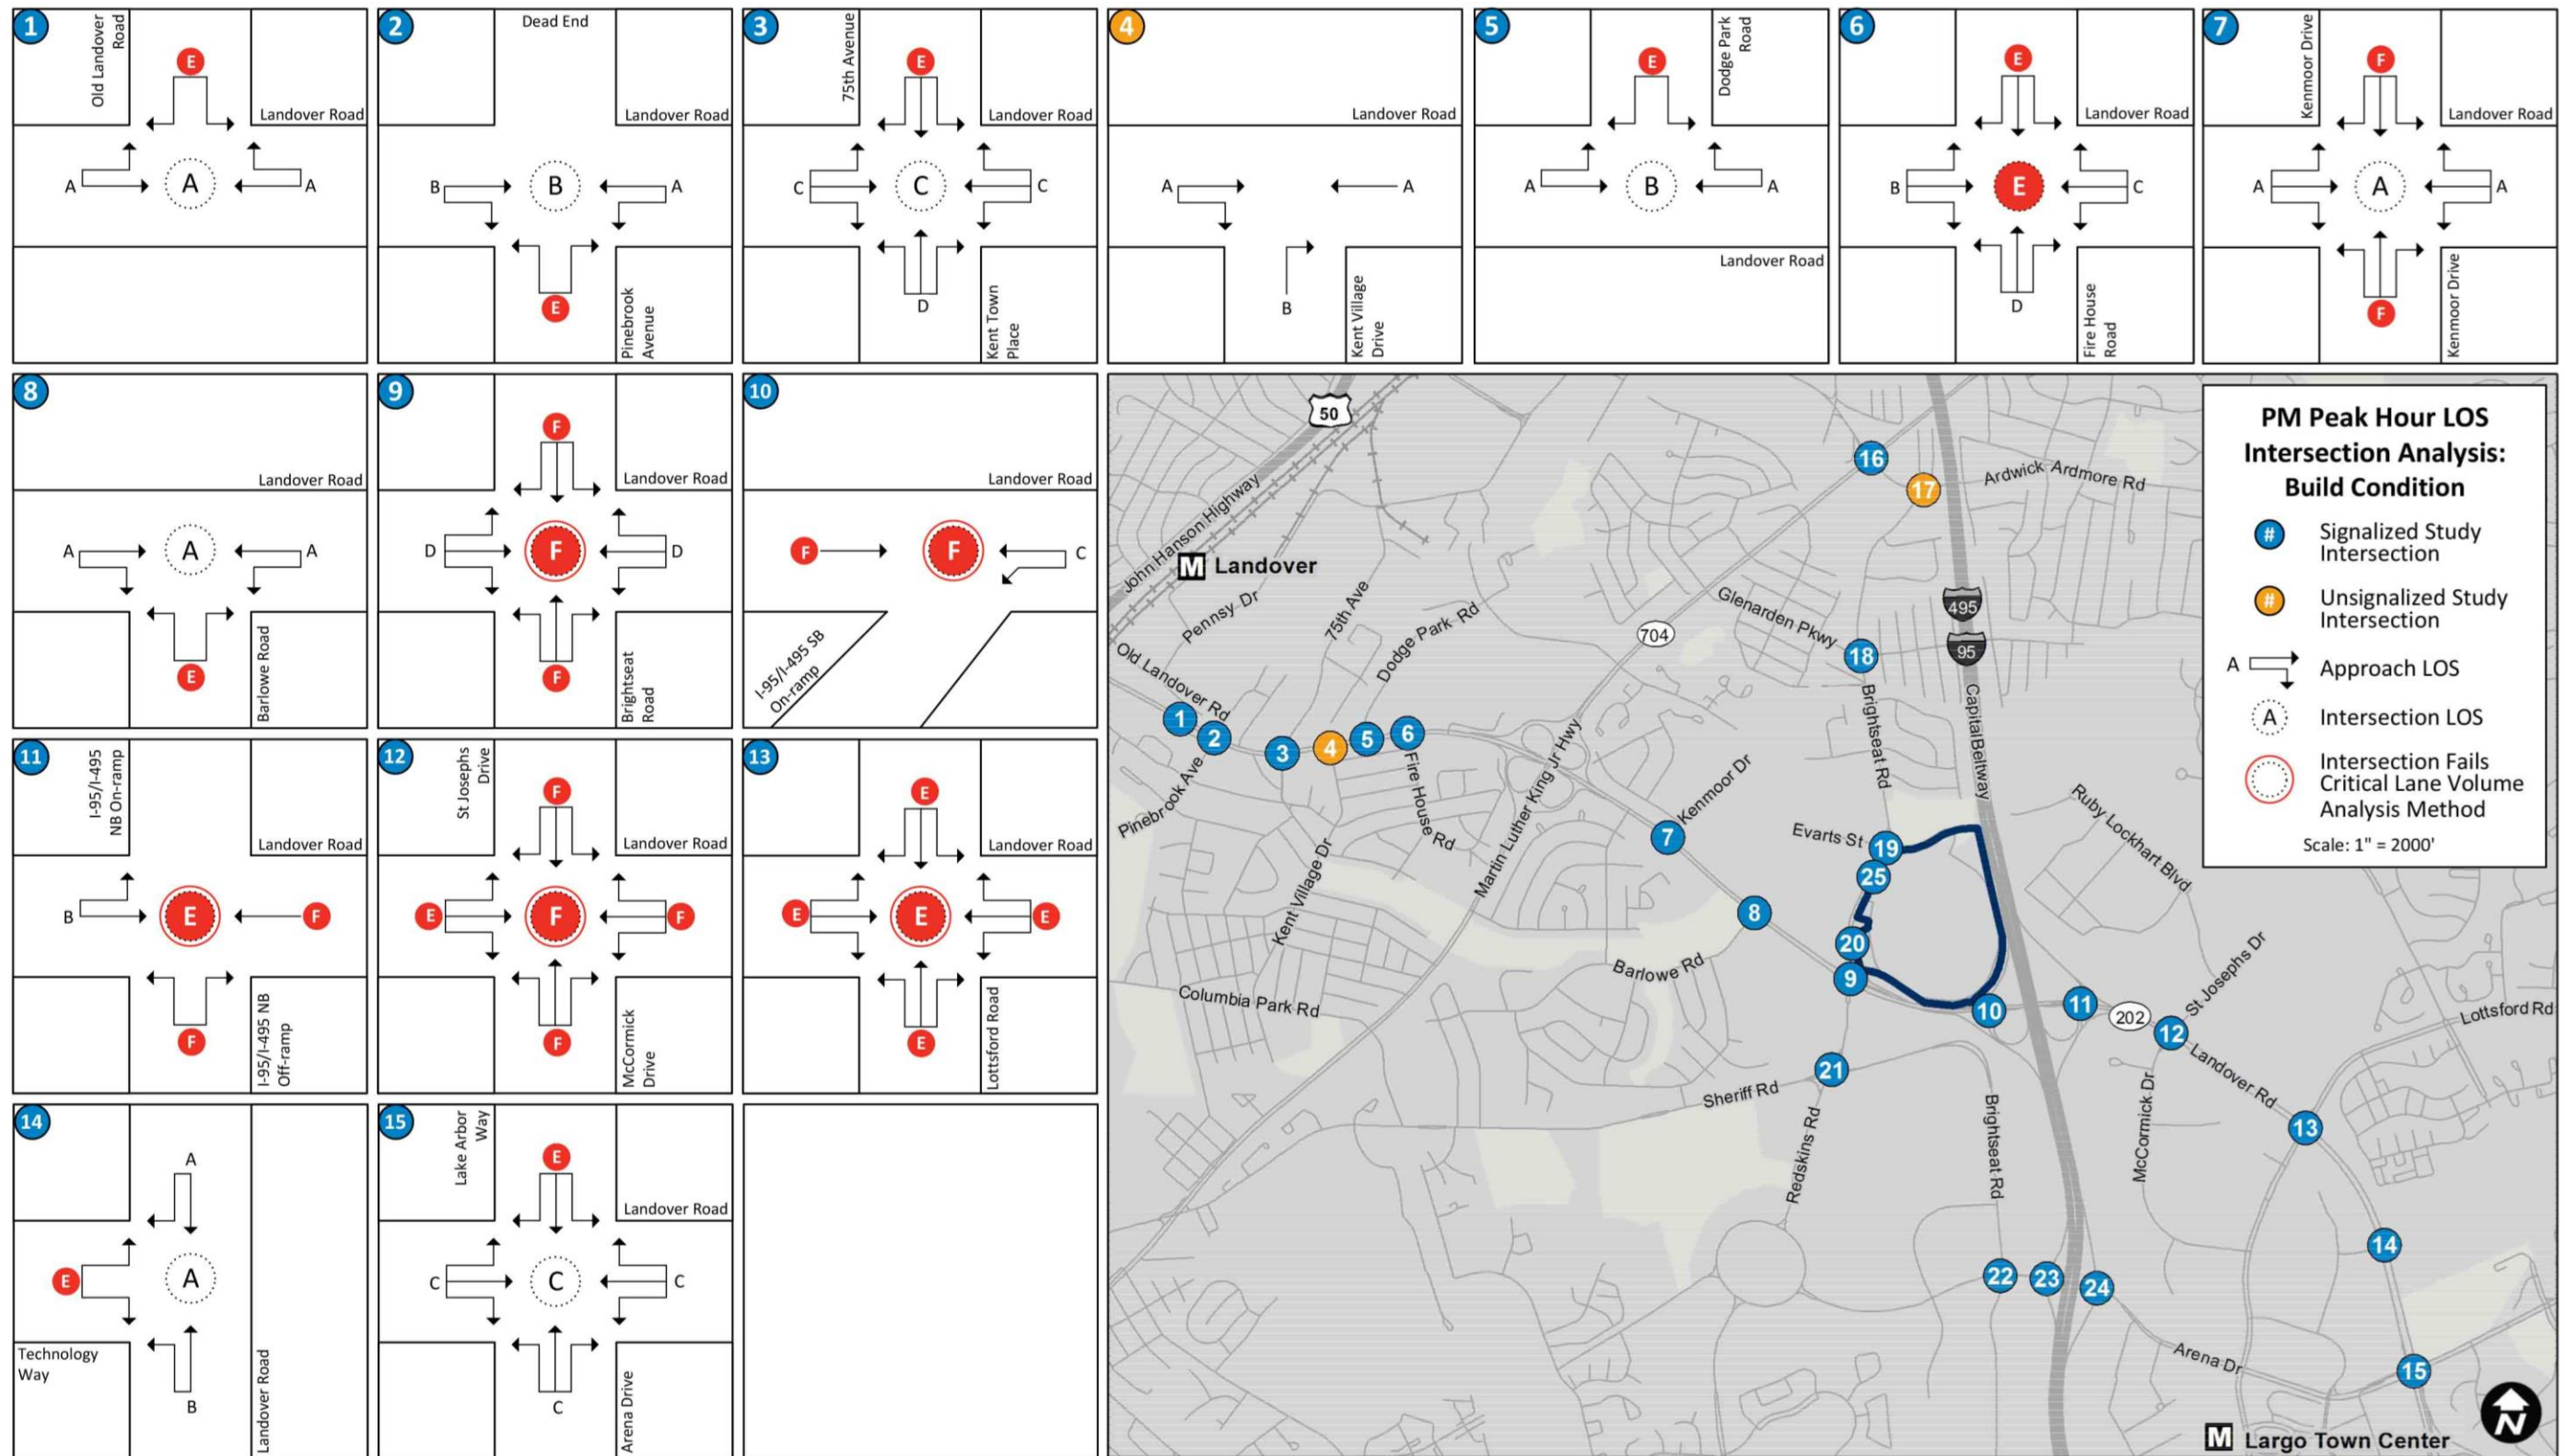 1
Old Landover
Road
E
Landover Road
A
A
A
2
Dead End
Landover Road
B
B
A
E
Pinebrook
Avenue
3
75th Avenue
E
Landover Road
C
C
C
D
Kent Town
Place
4
Landover Road
A
A
B
Kent Village
Drive
5
Dodge Park
Road
E
A
B
A
Landover Road
6
E
Landover Road
B
E
C
D
Fire House
Road
7
Kenmoor Drive
F
Landover Road
A
A
A
F
Kenmoor Drive
8
Landover Road
A
A
A
E
Barlowe Road
9
F
Landover Road
D
F
D
F
Brightseat
Road
10
Landover Road
F
F
C
I-95/I-495 SB
On-ramp
11
I-95/I-495
NB On-ramp
Landover Road
B
E
F
F
I-95/I-495 NB
Off-ramp
12
St Josephs
Drive
F
Landover Road
E
F
F
F
McCormick
Drive
13
E
Landover Road
E
E
E
E
Lottsford Road
14
A
E
A
B
Technology
Way
Landover Road
15
Lake Arbor
Way
E
Landover Road
C
C
C
C
Arena Drive
50
John Hanson Highway
M Landover
Pennsy Dr
75th Ave
Dodge Park Rd
Old Landover Rd
16
17
Ardwick Ardmore Rd
704
Glenarden Pkwy
18
495
95
Capital Beltway
Brightseat Rd
1
2
3
4
5
6
Pinebrook Ave
Fire House Rd
Kent Village Dr
Martin Luther King Jr Hwy
Kenmoor Dr
7
8
Evarts St
19
25
20
9
10
11
202
12
Ruby Lockhart Blvd
St Josephs Dr
Lottsford Rd
Barlowe Rd
Columbia Park Rd
21
Sheriff Rd
Redskins Rd
Brightseat Rd
McCormick Dr
Landover Rd
13
14
22
23
24
Arena Dr
15
M Largo Town Center
N
PM Peak Hour LOS
Intersection Analysis:
Build Condition
# Signalized Study
Intersection
# Unsignalized Study
Intersection
A Approach LOS
A Intersection LOS
Intersection Fails
Critical Lane Volume
Analysis Method
Scale: 1" = 2000'